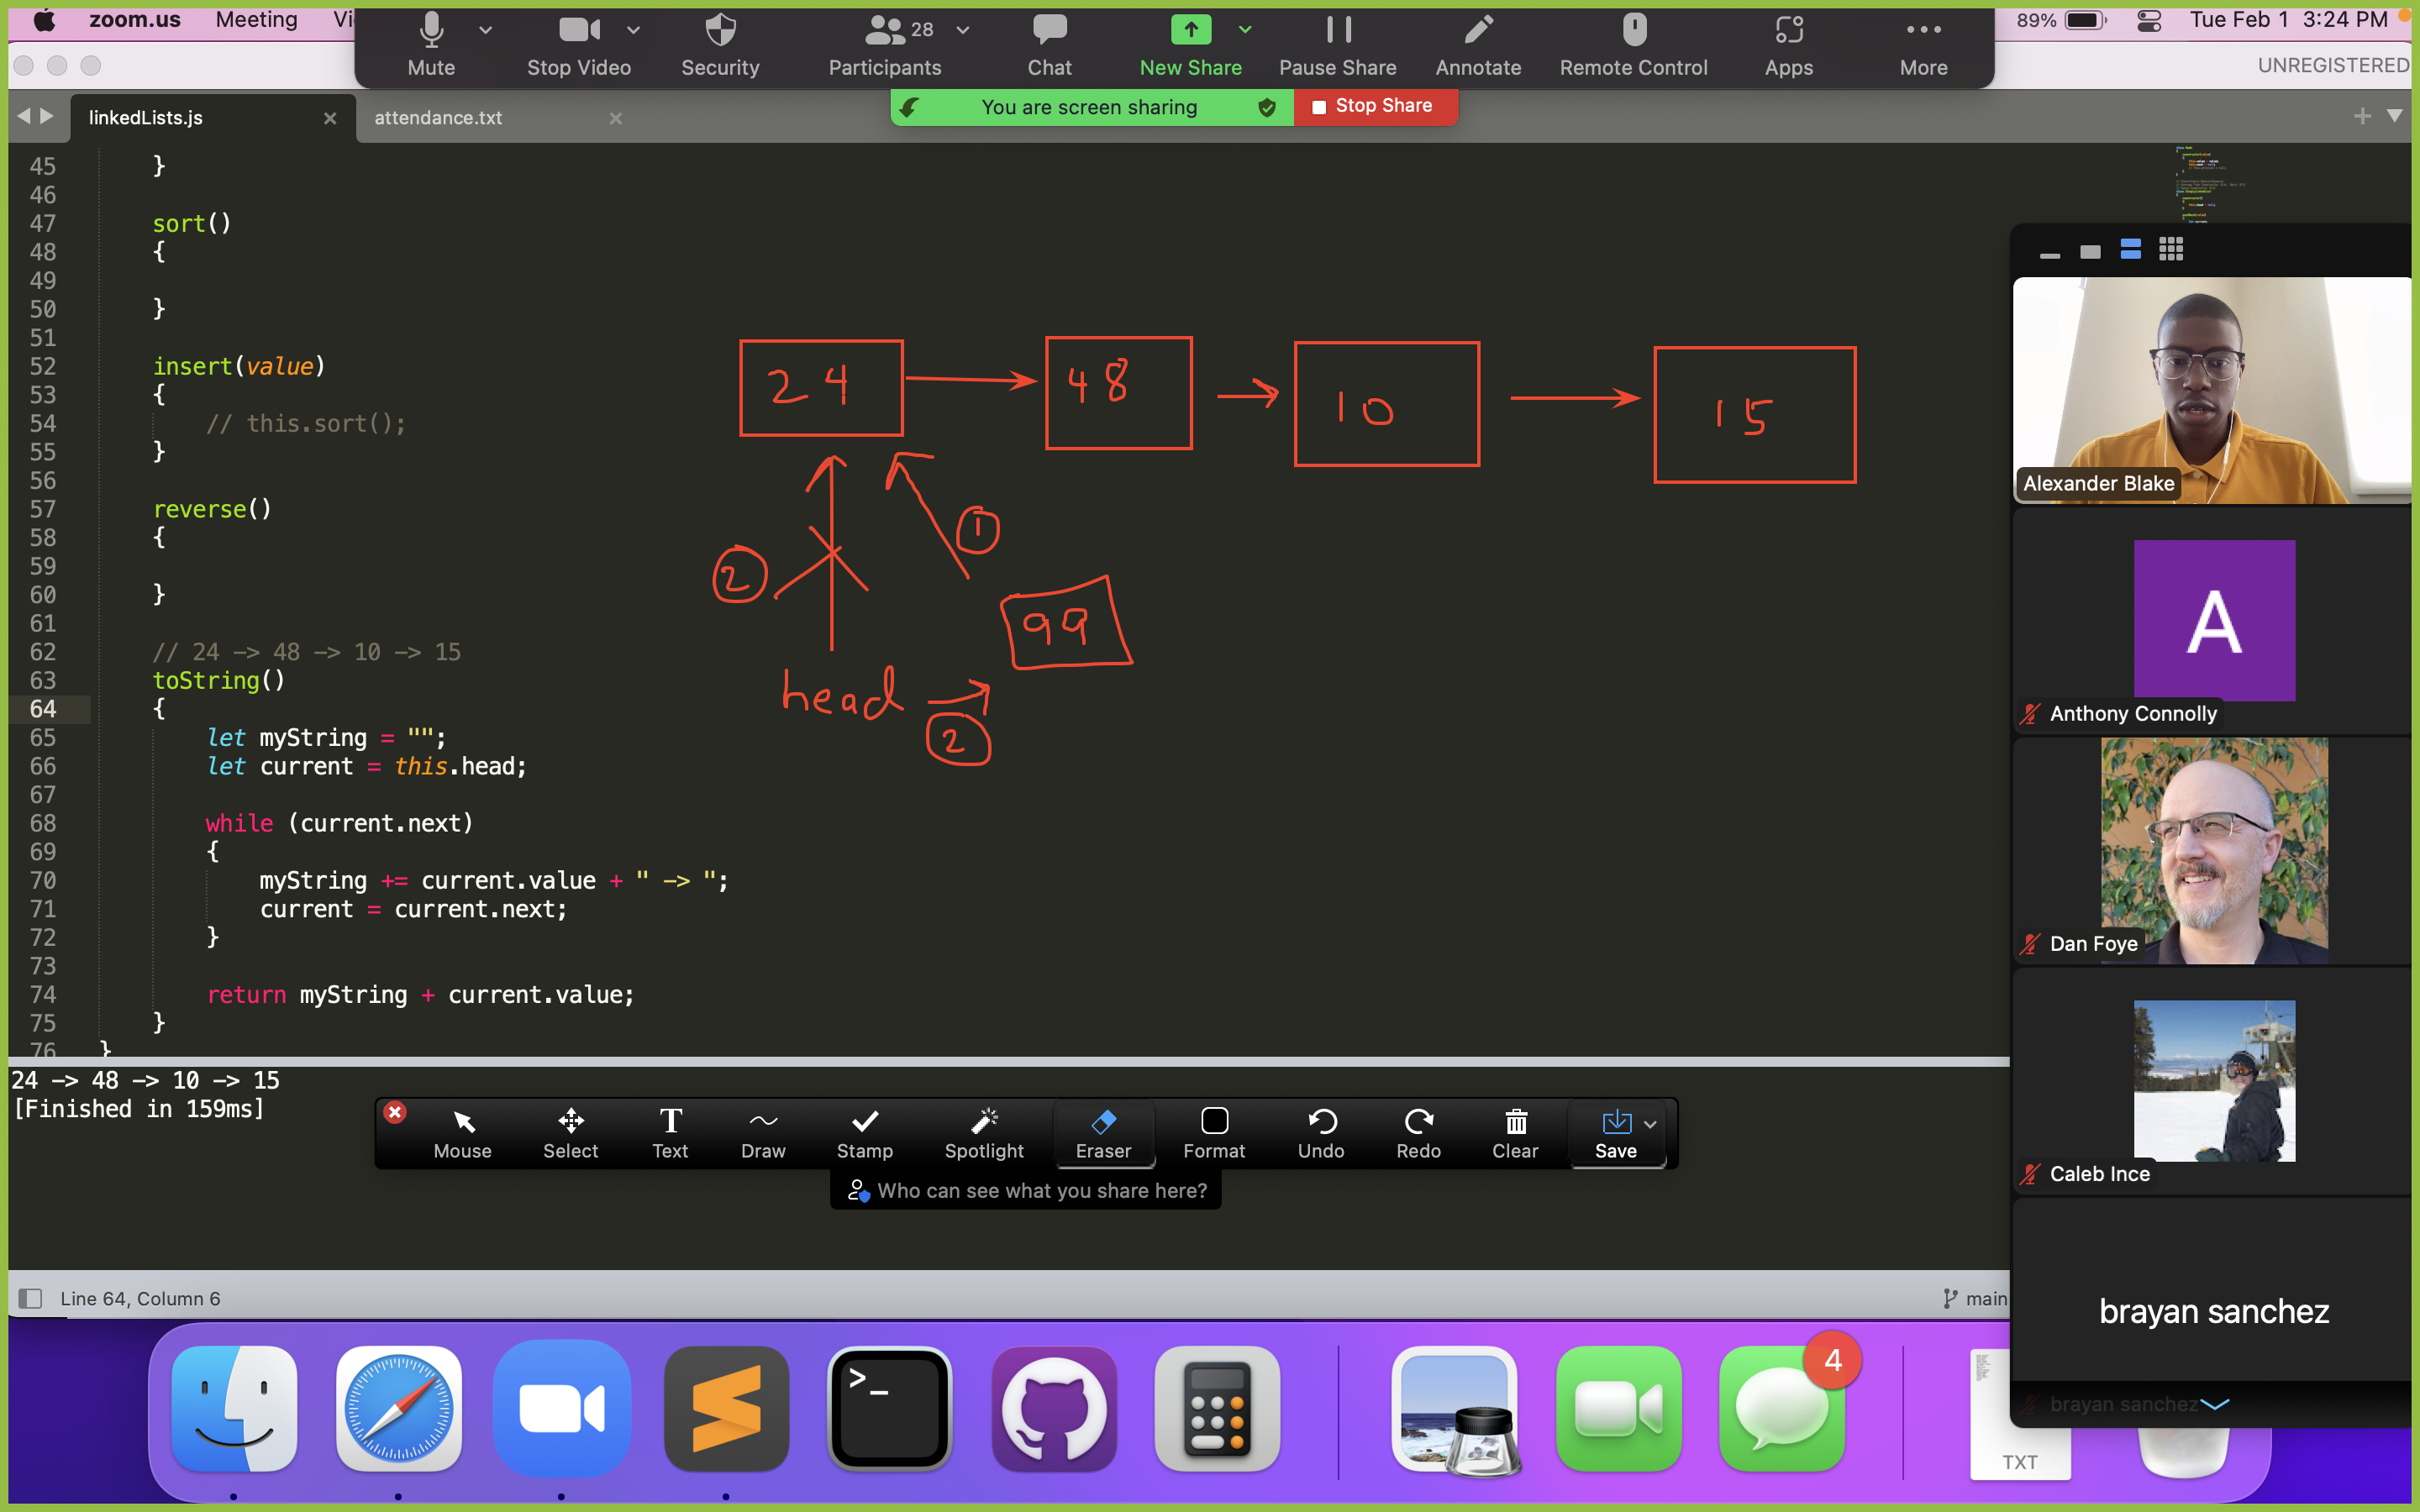 zoom.us Meeting Vi
89% Tue Feb 1 3:24 PM
Mute Stop Video Security 28 Participants Chat New Share Pause Share Annotate Remote Control Apps More
UNREGISTERED
You are screen sharing Stop Share
linkedLists.js attendance.txt
45 }
46
47 sort()
48 {
49
50 }
51
52 insert(value)
53 {
54 // this.sort();
55 }
56
57 reverse()
58 {
59
60 }
61
62 // 24 -> 48 -> 10 -> 15
63 toString()
64 {
65 let myString = "";
66 let current = this.head;
67
68 while (current.next)
69 {
70 myString += current.value + " -> ";
71 current = current.next;
72 }
73
74 return myString + current.value;
75 }
76 }
24 48 10 15
1
2
99
head
2
24 -> 48 -> 10 -> 15
[Finished in 159ms]
Mouse Select Text Draw Stamp Spotlight Eraser Format Undo Redo Clear Save
Who can see what you share here?
Line 64, Column 6
main
Alexander Blake
A
Anthony Connolly
Dan Foye
Caleb Ince
brayan sanchez
brayan sanchez
>_
4
TXT